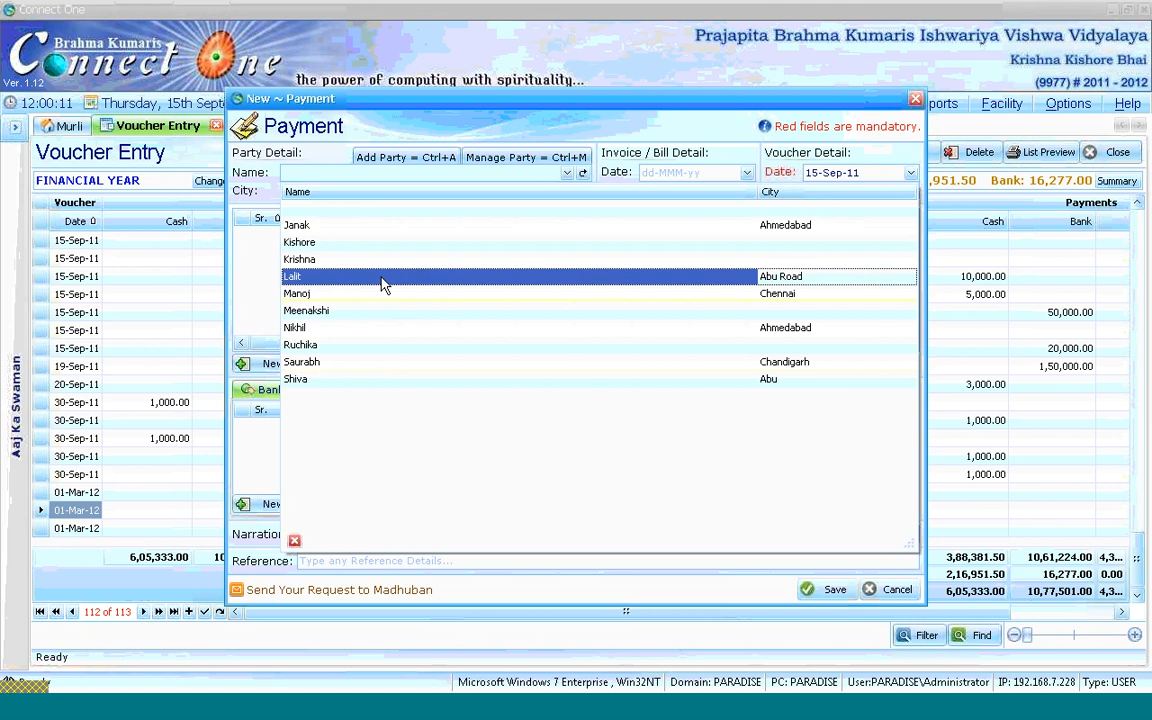 Connect One
Brahma Kumaris
Connect One
Ver. 1.12
the power of computing with spirituality...
Prajapita Brahma Kumaris Ishwariya Vishwa Vidyalaya
Krishna Kishore Bhai
(9977) # 2011 - 2012
12:00:11 Thursday, 15th Sept
Facility Options Help
Murli Voucher Entry
Voucher Entry
Delete List Preview Close
FINANCIAL YEAR Change
,951.50 Bank: 16,277.00 Summary
Voucher
Date Cash
Payments
Cash Bank
15-Sep-11
15-Sep-11
15-Sep-11 10,000.00
15-Sep-11 5,000.00
15-Sep-11 50,000.00
15-Sep-11
15-Sep-11 20,000.00
19-Sep-11 1,50,000.00
20-Sep-11 3,000.00
30-Sep-11 1,000.00
30-Sep-11 1,000.00
30-Sep-11 1,000.00
30-Sep-11 1,000.00
30-Sep-11 1,000.00
01-Mar-12
01-Mar-12
01-Mar-12
6,05,333.00 10
3,88,381.50 10,61,224.00 4,3...
2,16,951.50 16,277.00 0.00
6,05,333.00 10,77,501.00 4,3...
112 of 113
Aaj Ka Swaman
New ~ Payment
Payment
Red fields are mandatory.
Party Detail: Add Party = Ctrl+A Manage Party = Ctrl+M Invoice / Bill Detail: Voucher Detail:
Name: Date: dd-MMM-yy Date: 15-Sep-11
City:
Name City
Janak Ahmedabad
Kishore
Krishna
Lalit Abu Road
Manoj Chennai
Meenakshi
Nikhil Ahmedabad
Ruchika
Saurabh Chandigarh
Shiva Abu
Sr.
New
Bank
Sr.
New
Narration
Reference: Type any Reference Details...
Send Your Request to Madhuban
Save Cancel
Filter Find
Ready
Microsoft Windows 7 Enterprise , Win32NT Domain: PARADISE PC: PARADISE User:PARADISE\Administrator IP: 192.168.7.228 Type: USER